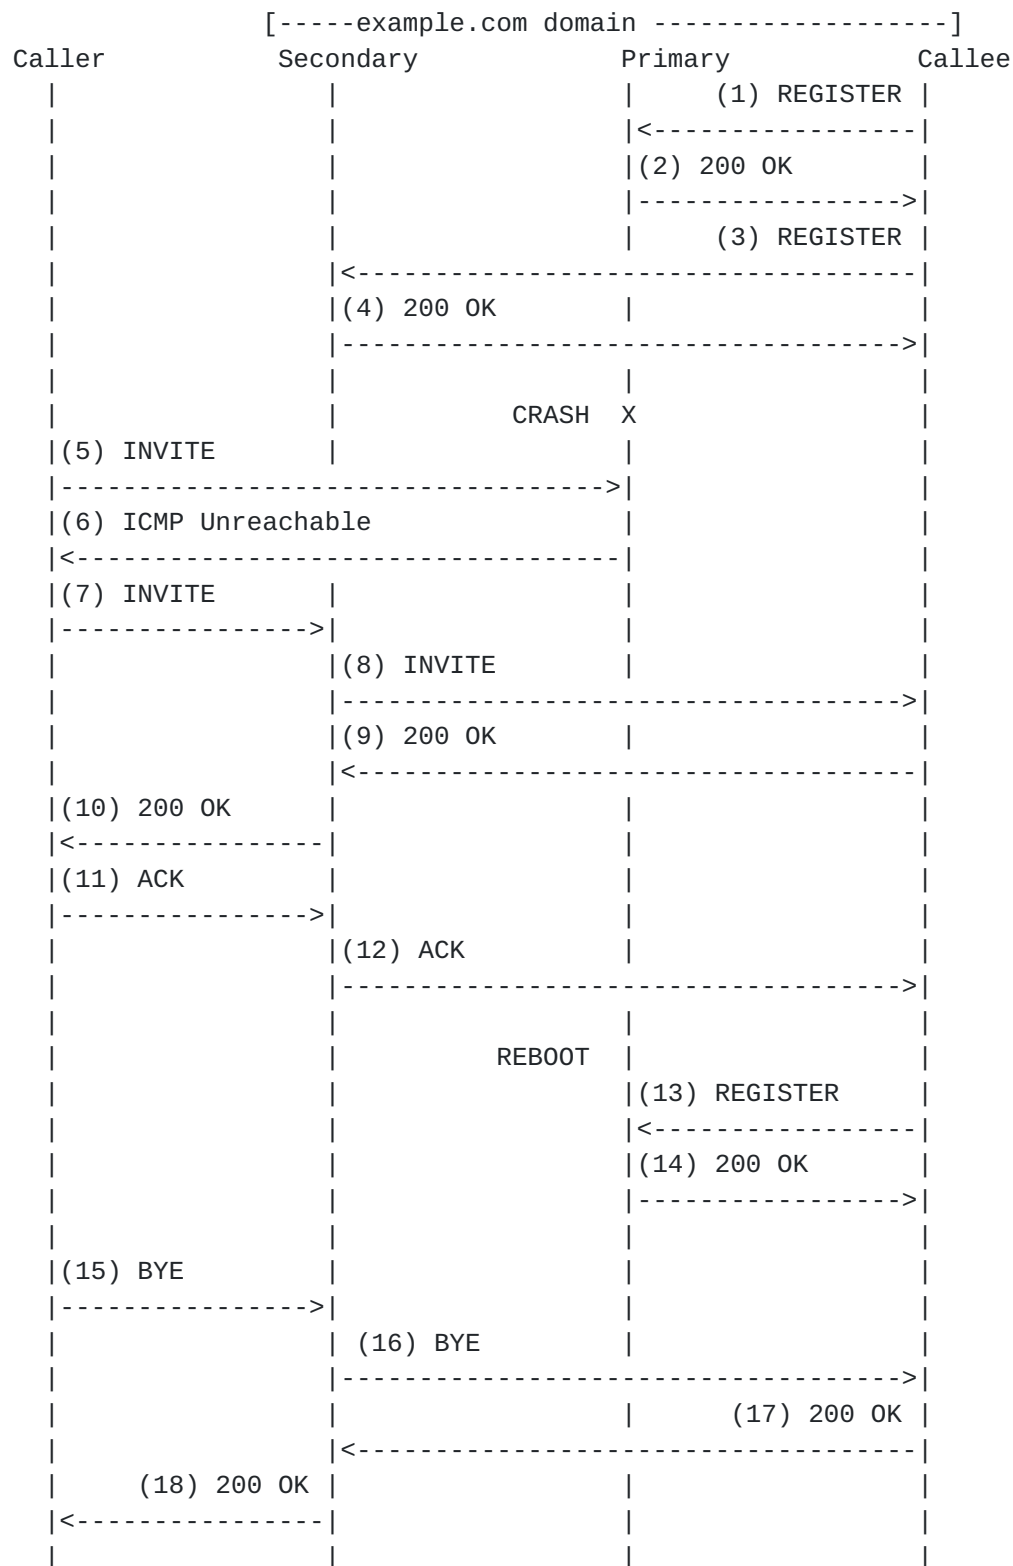 [-----example.com domain -------------------]
Caller Secondary Primary Callee
(1) REGISTER
(2) 200 OK
(3) REGISTER
(4) 200 OK
CRASH X
(5) INVITE
(6) ICMP Unreachable
(7) INVITE
(8) INVITE
(9) 200 OK
(10) 200 OK
(11) ACK
(12) ACK
REBOOT
(13) REGISTER
(14) 200 OK
(15) BYE
(16) BYE
(17) 200 OK
(18) 200 OK